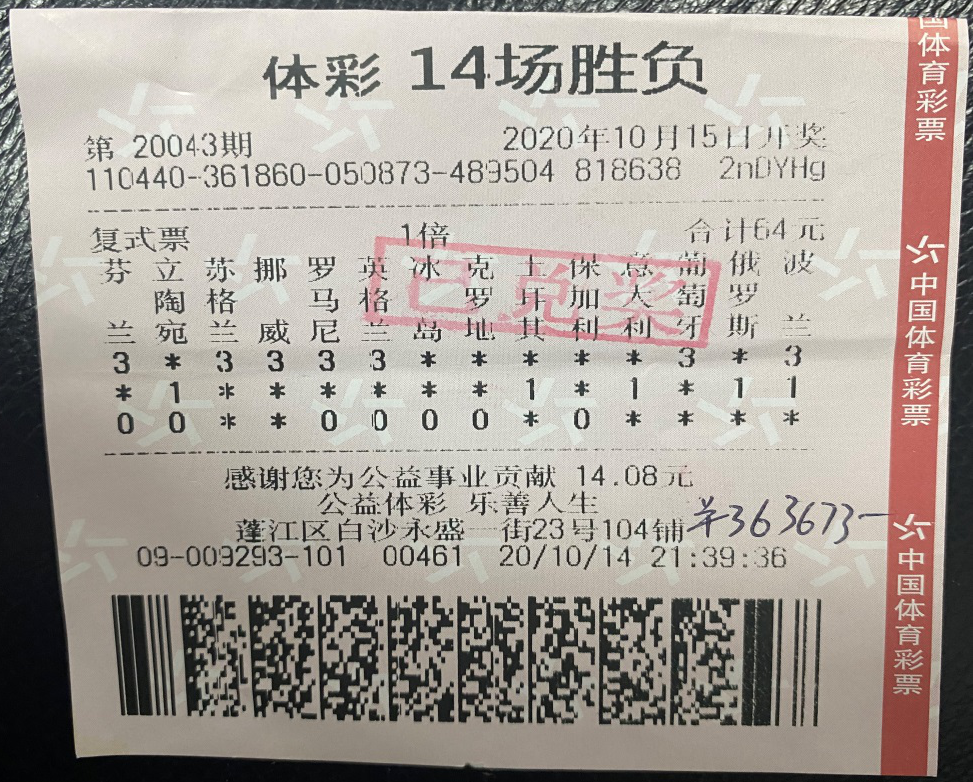 体彩 14场胜负
第 20043期 2020年10月15日开奖
110440-361860-050873-489504 818638 2nDYHg
复式票 1倍 合计64元
芬 立 苏 挪 罗 英 冰 克 土 保 意 葡 俄 波
陶 格 马 格 罗 耳 加 大 萄 罗
兰 宛 兰 威 尼 兰 岛 地 其 利 利 牙 斯 兰
3 * 3 3 3 3 * * * * * 3 * 3
* 1 * * * * * * 1 * 1 * 1 1
0 0 * * 0 0 0 0 * 0 * * * *
已兑奖
感谢您为公益事业贡献 14.08元
公益体彩 乐善人生
蓬江区白沙永盛一街23号104铺
¥363673-
09-009293-101 00461 20/10/14 21:39:36
国体育彩票
中国体育彩票
中国体育彩票